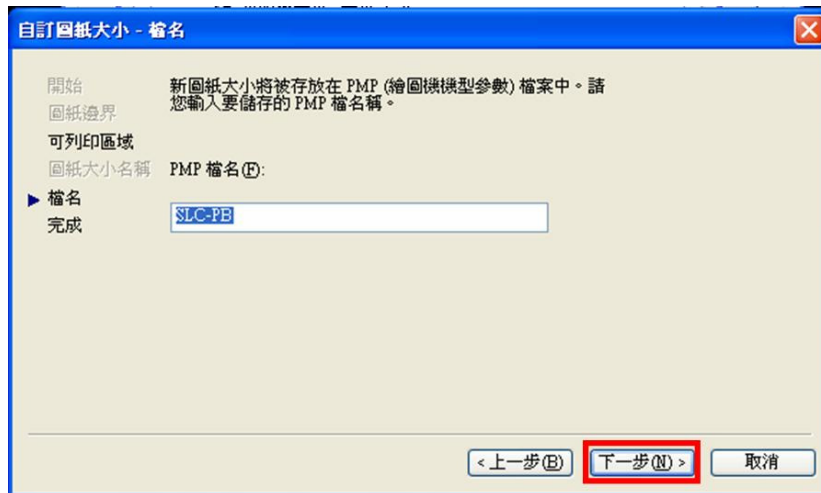 自訂圖紙大小 - 檔名
開始
圖紙邊界
可列印區域
圖紙大小名稱
檔名
完成
新圖紙大小將被存放在 PMP (繪圖機機型參數) 檔案中。請
您輸入要儲存的 PMP 檔名稱。
PMP 檔名(F):
SLC-PB
<上一步(B)
下一步(N)>
取消